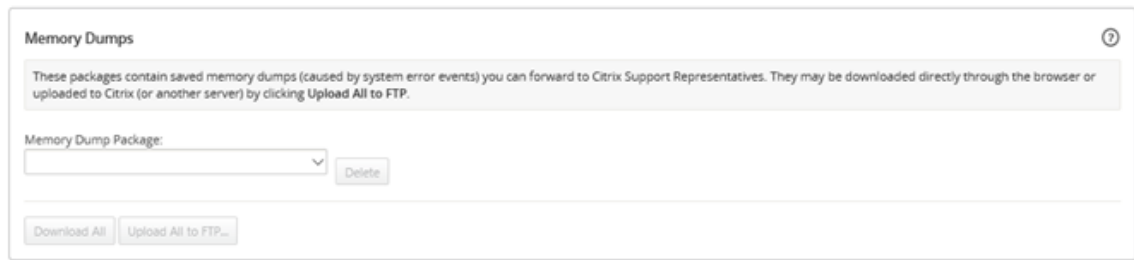 Memory Dumps
?
These packages contain saved memory dumps (caused by system error events) you can forward to Citrix Support Representatives. They may be downloaded directly through the browser or
uploaded to Citrix (or another server) by clicking Upload All to FTP.
Memory Dump Package:
Delete
Download All Upload All to FTP...